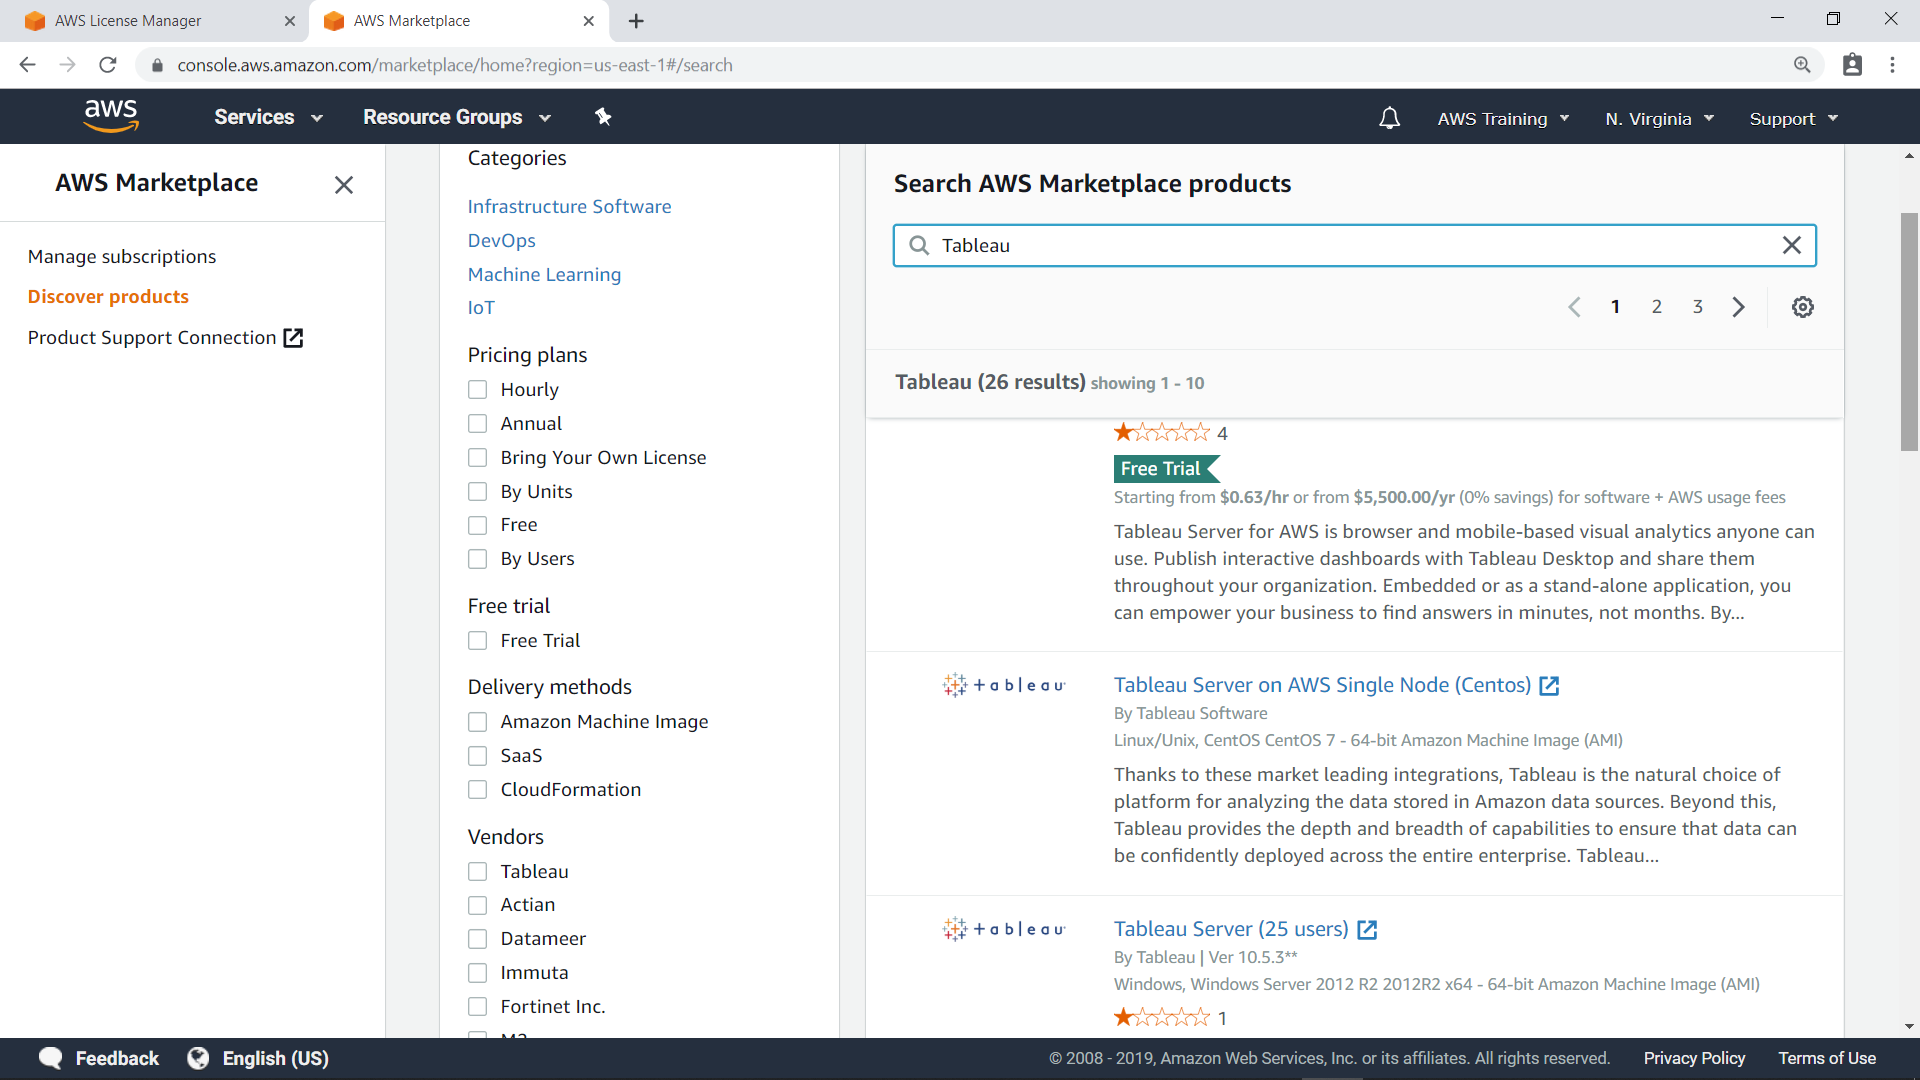 AWS License Manager
AWS Marketplace
console.aws.amazon.com/marketplace/home?region=us-east-1#/search
aws
Services
Resource Groups
AWS Training
N. Virginia
Support
AWS Marketplace
Manage subscriptions
Discover products
Product Support Connection
Categories
Infrastructure Software
DevOps
Machine Learning
IoT
Pricing plans
Hourly
Annual
Bring Your Own License
By Units
Free
By Users
Free trial
Free Trial
Delivery methods
Amazon Machine Image
SaaS
CloudFormation
Vendors
Tableau
Actian
Datameer
Immuta
Fortinet Inc.
Search AWS Marketplace products
Tableau
1 2 3
Tableau (26 results) showing 1 - 10
4
Free Trial
Starting from $0.63/hr or from $5,500.00/yr (0% savings) for software + AWS usage fees
Tableau Server for AWS is browser and mobile-based visual analytics anyone can
use. Publish interactive dashboards with Tableau Desktop and share them
throughout your organization. Embedded or as a stand-alone application, you
can empower your business to find answers in minutes, not months. By...
+ableau
Tableau Server on AWS Single Node (Centos)
By Tableau Software
Linux/Unix, CentOS CentOS 7 - 64-bit Amazon Machine Image (AMI)
Thanks to these market leading integrations, Tableau is the natural choice of
platform for analyzing the data stored in Amazon data sources. Beyond this,
Tableau provides the depth and breadth of capabilities to ensure that data can
be confidently deployed across the entire enterprise. Tableau...
+ableau
Tableau Server (25 users)
By Tableau | Ver 10.5.3**
Windows, Windows Server 2012 R2 2012R2 x64 - 64-bit Amazon Machine Image (AMI)
1
Feedback
English (US)
© 2008 - 2019, Amazon Web Services, Inc. or its affiliates. All rights reserved.
Privacy Policy
Terms of Use